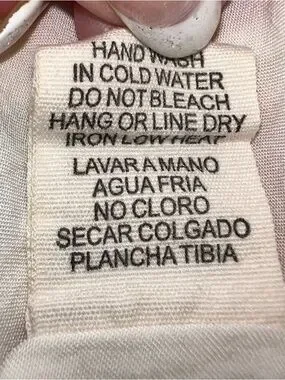 HAND WASH
IN COLD WATER
DO NOT BLEACH
HANG OR LINE DRY
IRON LOW HEAT
LAVAR A MANO
AGUA FRIA
NO CLORO
SECAR COLGADO
PLANCHA TIBIA